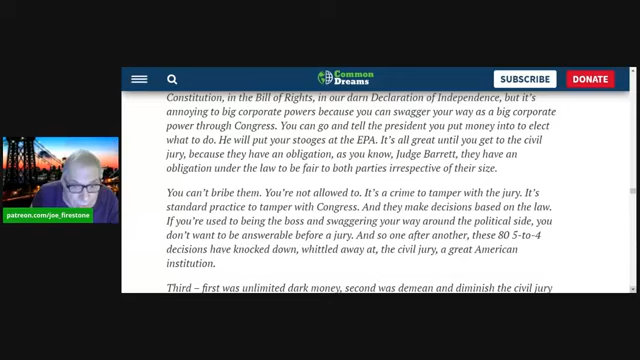 Common
Dreams
SUBSCRIBE
DONATE
Constitution, in the Bill of Rights, in our darn Declaration of Independence, but it's
annoying to big corporate powers because you can swagger your way as a big corporate
power through Congress. You can go and tell the president you put money into to elect
what to do. He will put your stooges at the EPA. It's all great until you get to the civil
jury, because they have an obligation, as you know, Judge Barrett, they have an
obligation under the law to be fair to both parties irrespective of their size.
You can't bribe them. You're not allowed to. It's a crime to tamper with the jury. It's
standard practice to tamper with Congress. And they make decisions based on the law.
If you're used to being the boss and swaggering your way around the political side, you
don't want to be answerable before a jury. And so one after another, these 80 5-to-4
decisions have knocked down, whittled away at, the civil jury, a great American
institution.
Third – first was unlimited dark money, second was demean and diminish the civil jury
patreon.com/joe_firestone